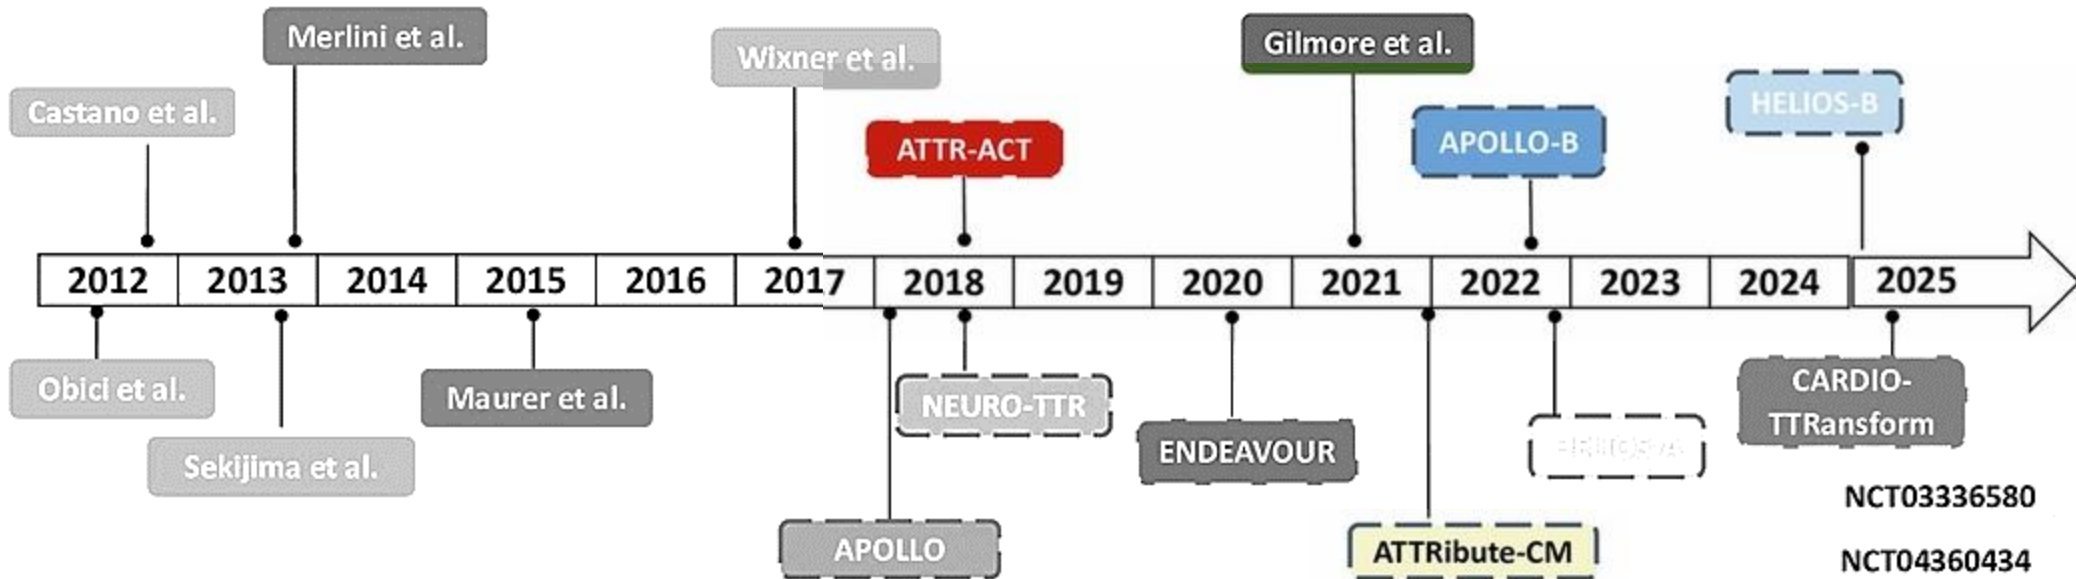 Merlini et al.
Wixner et al.
Gilmore et al.
Castano et al.
HELIOS-B
ATTR-ACT
APOLLO-B
2012 2013 2014 2015 2016 2017 2018 2019 2020 2021 2022 2023 2024 2025
Obici et al.
Maurer et al.
NEURO-TTR
CARDIO-
TTRansform
ENDEAVOUR
HELIOS-A
Sekijima et al.
NCT03336580
APOLLO
ATTRibute-CM
NCT04360434